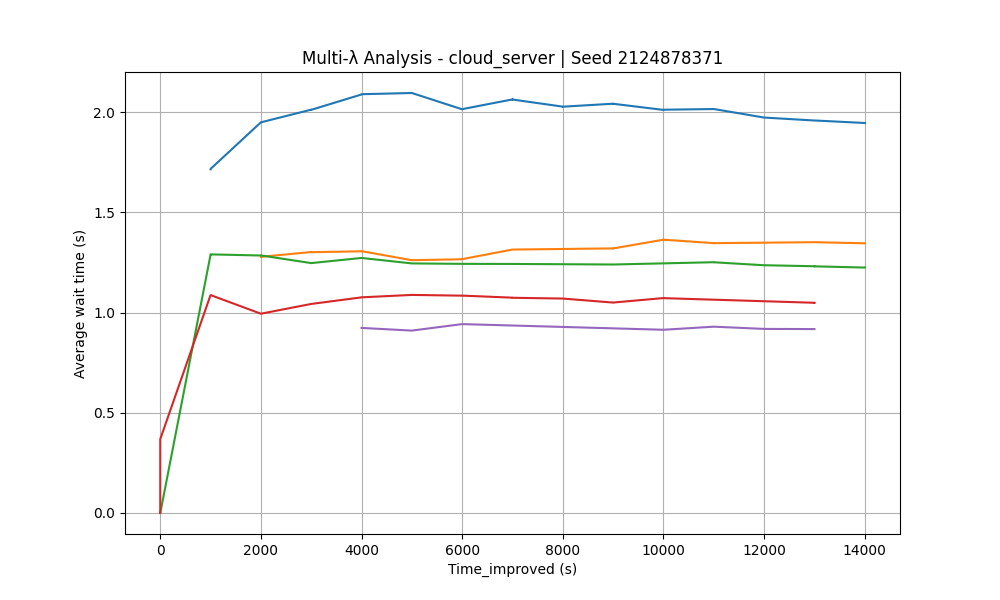 Multi-λ Analysis - cloud_server | Seed 2124878371
Average wait time (s)
2.0
1.5
1.0
0.5
0.0
0 2000 4000 6000 8000 10000 12000 14000
Time_improved (s)